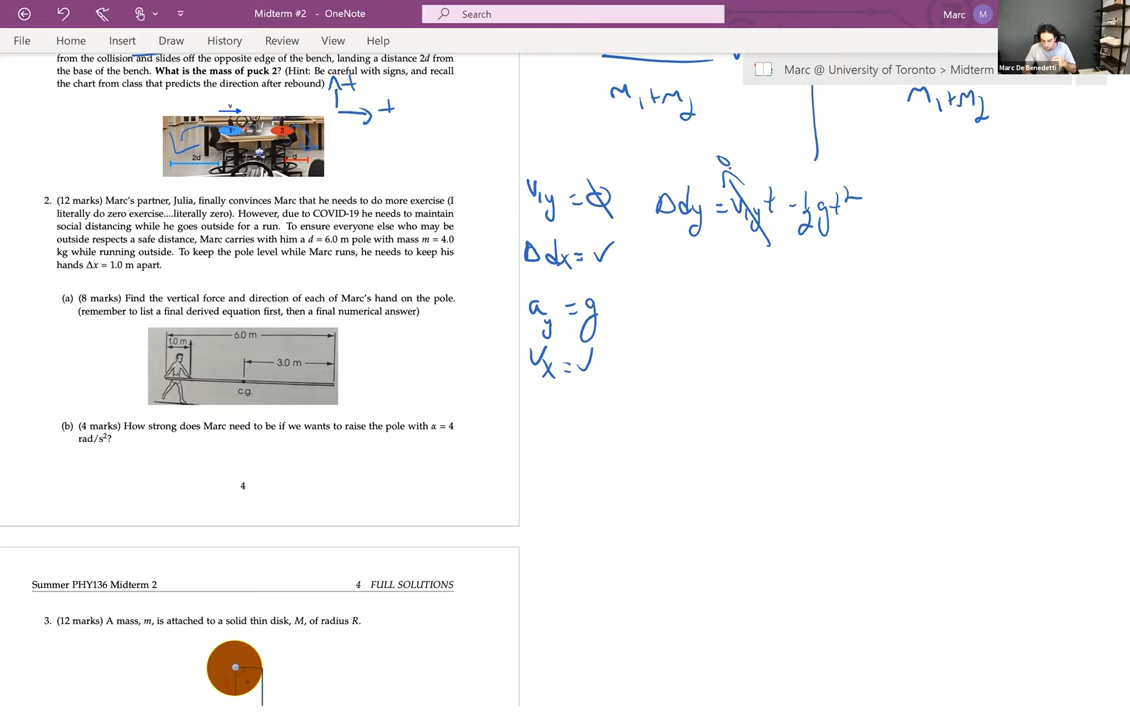 Midterm #2 - OneNote
Search
Marc
M
File Home Insert Draw History Review View Help
Marc De Benedetti
Marc @ University of Toronto > Midterm
from the collision and slides off the opposite edge of the bench, landing a distance 2d from
the base of the bench. What is the mass of puck 2? (Hint: Be careful with signs, and recall
the chart from class that predicts the direction after rebound)
+
+
v
1
2
2d
d
2. (12 marks) Marc's partner, Julia, finally convinces Marc that he needs to do more exercise (I
literally do zero exercise....literally zero). However, due to COVID-19 he needs to maintain
social distancing while he goes outside for a run. To ensure everyone else who may be
outside respects a safe distance, Marc carries with him a d = 6.0 m pole with mass m = 4.0
kg while running outside. To keep the pole level while Marc runs, he needs to keep his
hands Δx = 1.0 m apart.
(a) (8 marks) Find the vertical force and direction of each of Marc's hand on the pole.
(remember to list a final derived equation first, then a final numerical answer)
6.0 m
1.0 m
3.0 m
c.g.
(b) (4 marks) How strong does Marc need to be if we wants to raise the pole with α = 4
rad/s²?
4
Summer PHY136 Midterm 2 4 FULL SOLUTIONS
3. (12 marks) A mass, m, is attached to a solid thin disk, M, of radius R.
M1+M2
M1+M2
V1y = 0
Δdy = V1yt - ½gt²
Δdx = ✓
ay = g
Vx = ✓